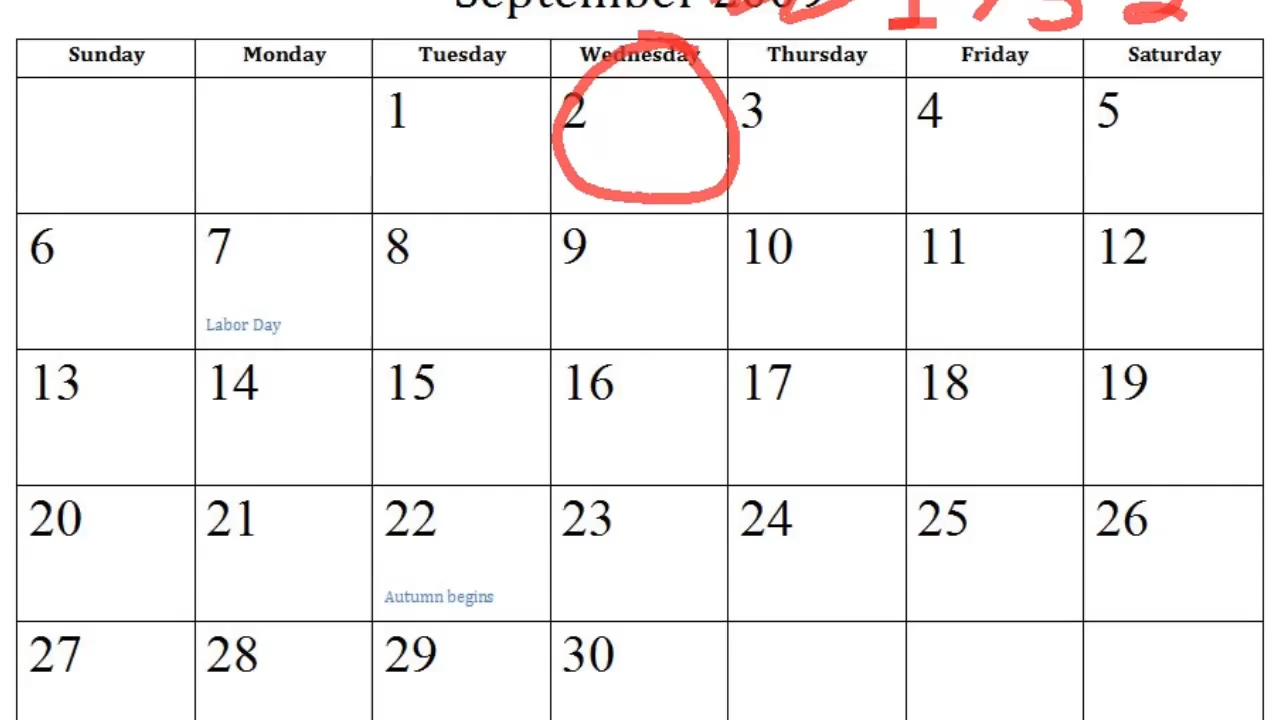 September 2009
Sunday Monday Tuesday Wednesday Thursday Friday Saturday
1 2 3 4 5
6 7 8 9 10 11 12
Labor Day
13 14 15 16 17 18 19
20 21 22 23 24 25 26
Autumn begins
27 28 29 30